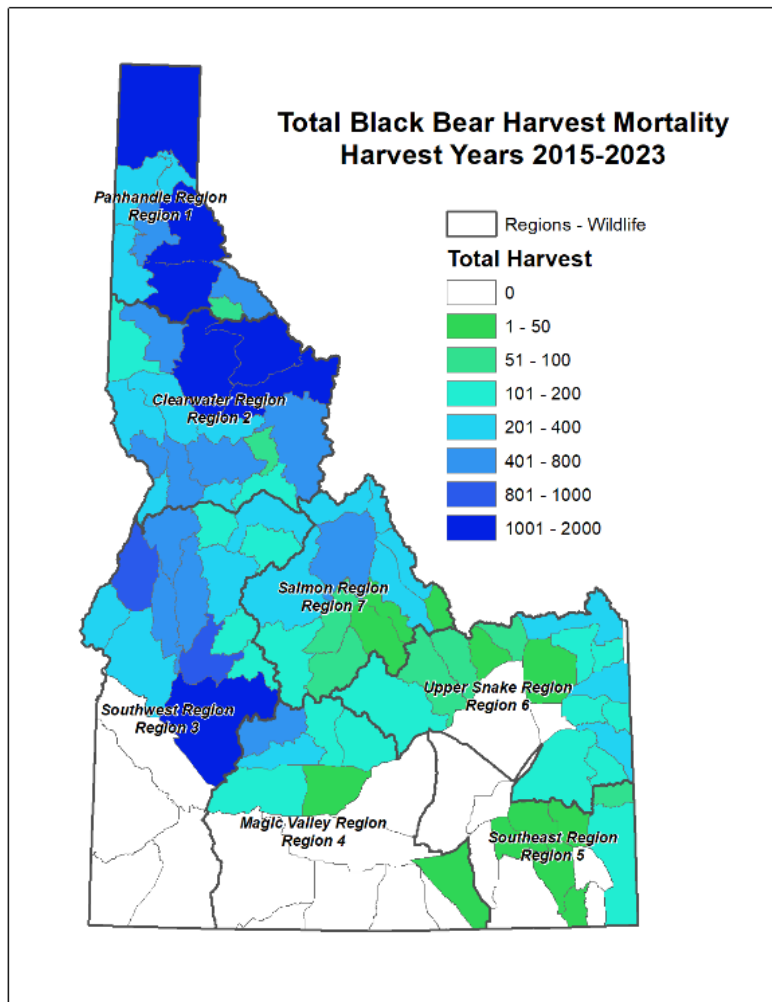 Total Black Bear Harvest Mortality
Harvest Years 2015-2023
Panhandle Region
Region 1
Regions - Wildlife
Total Harvest
0
1 - 50
51 - 100
101 - 200
201 - 400
401 - 800
801 - 1000
1001 - 2000
Clearwater Region
Region 2
Salmon Region
Region 7
Upper Snake Region
Region 6
Southwest Region
Region 3
Magic Valley Region
Region 4
Southeast Region
Region 5